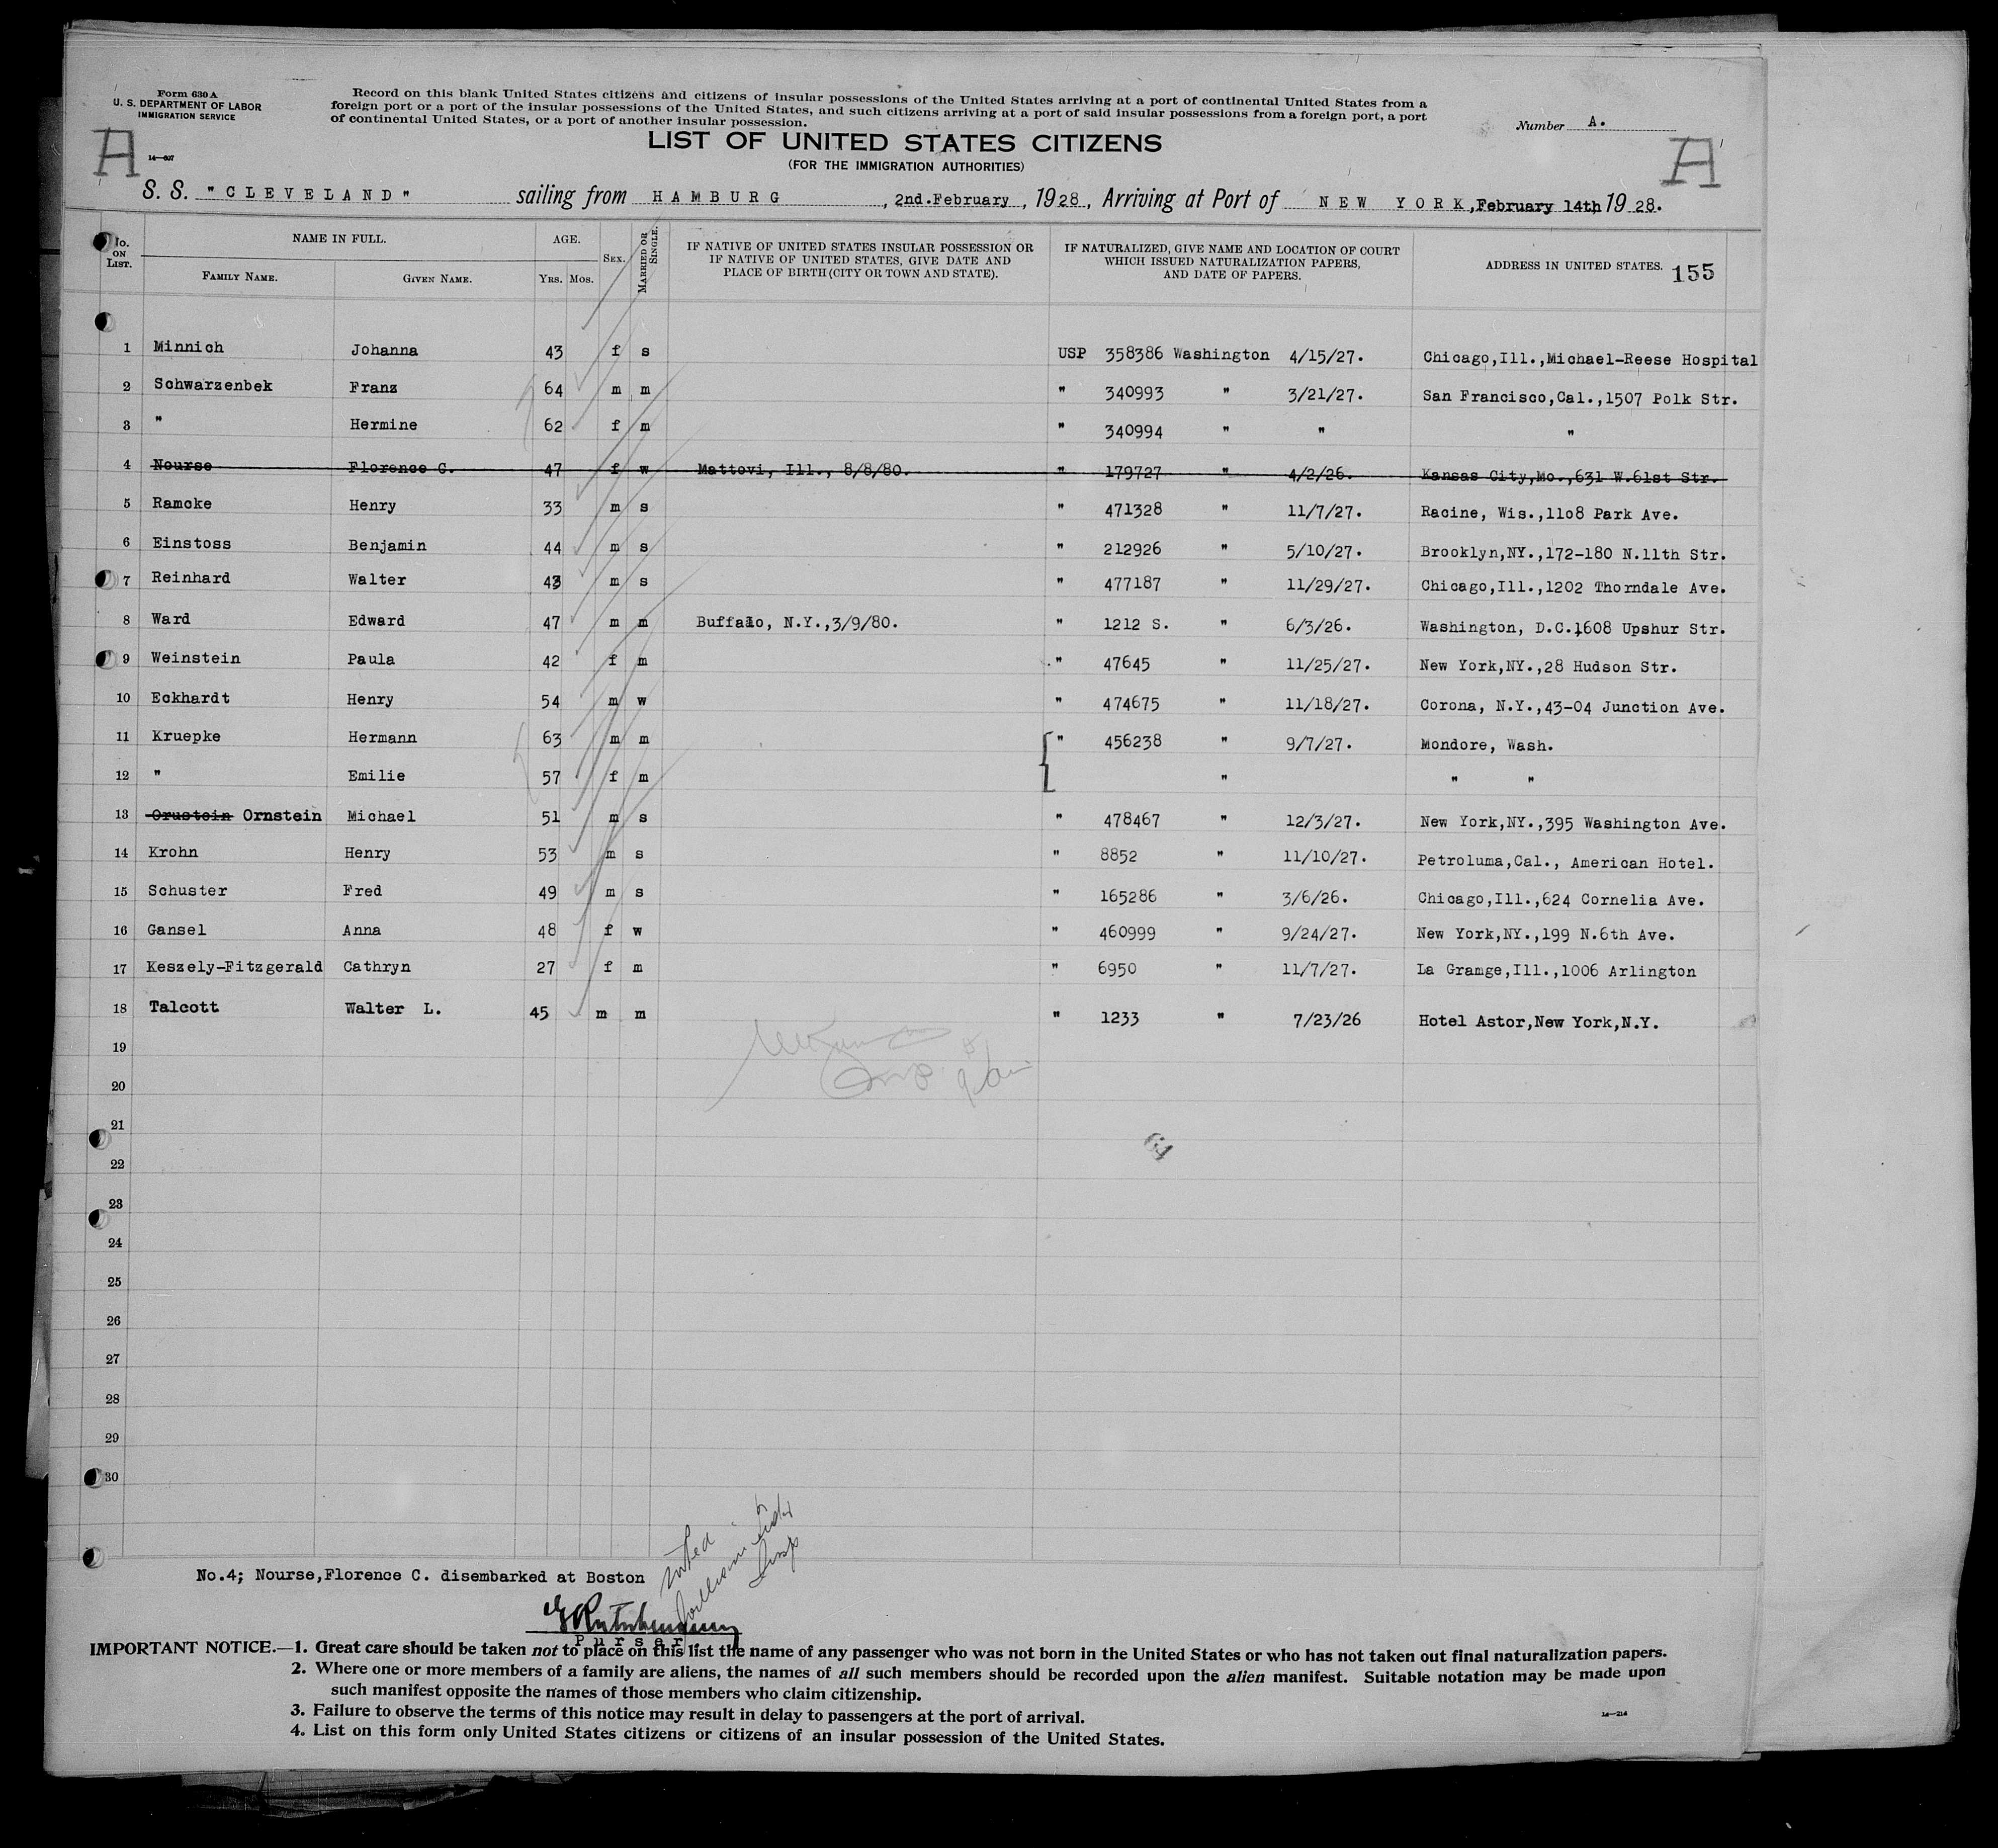 Form 630 A
U. S. DEPARTMENT OF LABOR
IMMIGRATION SERVICE
14—607
A
Record on this blank United States citizens and citizens of insular possessions of the United States arriving at a port of continental United States from a
foreign port or a port of the insular possessions of the United States, and such citizens arriving at a port of said insular possessions from a foreign port, a port
of continental United States, or a port of another insular possession.
Number A.
A
LIST OF UNITED STATES CITIZENS
(FOR THE IMMIGRATION AUTHORITIES)
S. S. "CLEVELAND" sailing from HAMBURG, 2nd.February, 1928, Arriving at Port of NEW YORK, February 14th 1928.
No. ON LIST. NAME IN FULL. FAMILY NAME. GIVEN NAME. AGE. YRS. MOS. SEX. MARRIED OR SINGLE. IF NATIVE OF UNITED STATES INSULAR POSSESSION OR IF NATIVE OF UNITED STATES, GIVE DATE AND PLACE OF BIRTH (CITY OR TOWN AND STATE). IF NATURALIZED, GIVE NAME AND LOCATION OF COURT WHICH ISSUED NATURALIZATION PAPERS, AND DATE OF PAPERS. ADDRESS IN UNITED STATES. 155
1 Minnich Johanna 43 f s USP 358386 Washington 4/15/27. Chicago,Ill.,Michael-Reese Hospital
2 Schwarzenbek Franz 64 m m " 340993 " 3/21/27. San Francisco,Cal.,1507 Polk Str.
3 " Hermine 62 f m " 340994 " " "
4 Nourse Florence C. 47 f w Mattovi, Ill., 8/8/80. " 179727 " 4/2/26. Kansas City,Mo.,631 W.61st Str.
5 Ramcke Henry 33 m s " 471328 " 11/7/27. Racine, Wis.,11o8 Park Ave.
6 Einstoss Benjamin 44 m s " 212926 " 5/10/27. Brooklyn,NY.,172-180 N.11th Str.
7 Reinhard Walter 43 m s " 477187 " 11/29/27. Chicago,Ill.,1202 Thorndale Ave.
8 Ward Edward 47 m m Buffalo, N.Y.,3/9/80. " 1212 S. " 6/3/26. Washington, D.C.1608 Upshur Str.
9 Weinstein Paula 42 f m " 47645 " 11/25/27. New York,NY.,28 Hudson Str.
10 Eckhardt Henry 54 m w " 474675 " 11/18/27. Corona, N.Y.,43-04 Junction Ave.
11 Kruepke Hermann 63 m m " 456238 " 9/7/27. Mondore, Wash.
12 " Emilie 57 f m " " "
13 Orustein Ornstein Michael 51 m s " 478467 " 12/3/27. New York,NY.,395 Washington Ave.
14 Krohn Henry 53 m s " 8852 " 11/10/27. Petroluma,Cal., American Hotel.
15 Schuster Fred 49 m s " 165286 " 3/6/26. Chicago,Ill.,624 Cornelia Ave.
16 Gansel Anna 48 f w " 460999 " 9/24/27. New York,NY.,199 N.6th Ave.
17 Keszely-Fitzgerald Cathryn 27 f m " 6950 " 11/7/27. La Gramge,Ill.,1006 Arlington
18 Talcott Walter L. 45 m m " 1233 " 7/23/26 Hotel Astor,New York,N.Y.
19
20
21
22
23
24
25
26
27
28
29
30
No.4; Nourse,Florence C. disembarked at Boston
noted
Insp
Purser
IMPORTANT NOTICE.—1. Great care should be taken not to place on this list the name of any passenger who was not born in the United States or who has not taken out final naturalization papers.
2. Where one or more members of a family are aliens, the names of all such members should be recorded upon the alien manifest. Suitable notation may be made upon
such manifest opposite the names of those members who claim citizenship.
3. Failure to observe the terms of this notice may result in delay to passengers at the port of arrival.
4. List on this form only United States citizens or citizens of an insular possession of the United States.
14—214